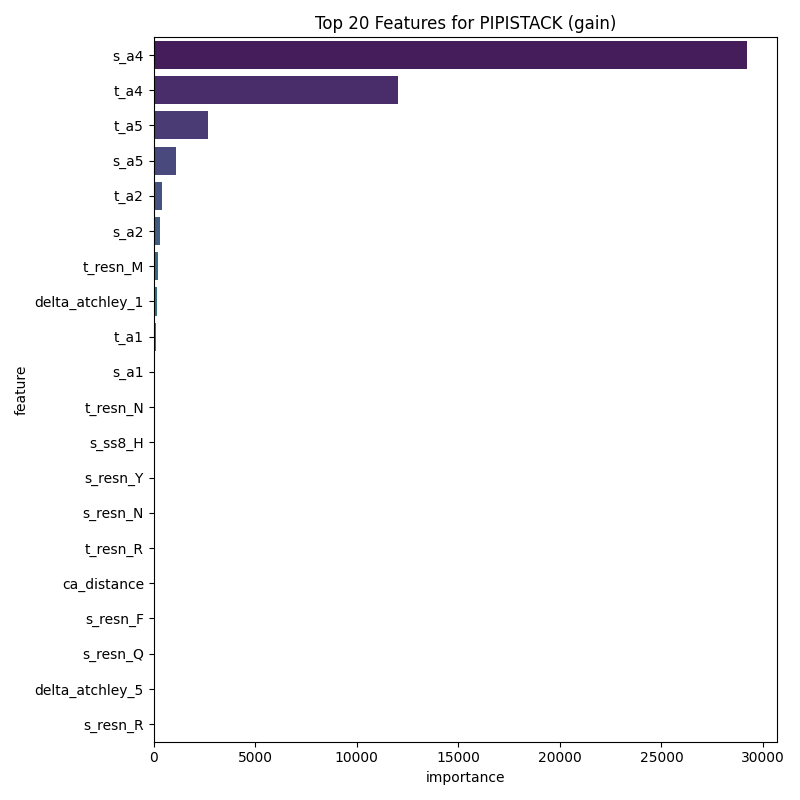 Top 20 Features for PIPISTACK (gain)
s_a4
t_a4
t_a5
s_a5
t_a2
s_a2
t_resn_M
delta_atchley_1
t_a1
s_a1
t_resn_N
s_ss8_H
s_resn_Y
s_resn_N
t_resn_R
ca_distance
s_resn_F
s_resn_Q
delta_atchley_5
s_resn_R
feature
0 5000 10000 15000 20000 25000 30000
importance